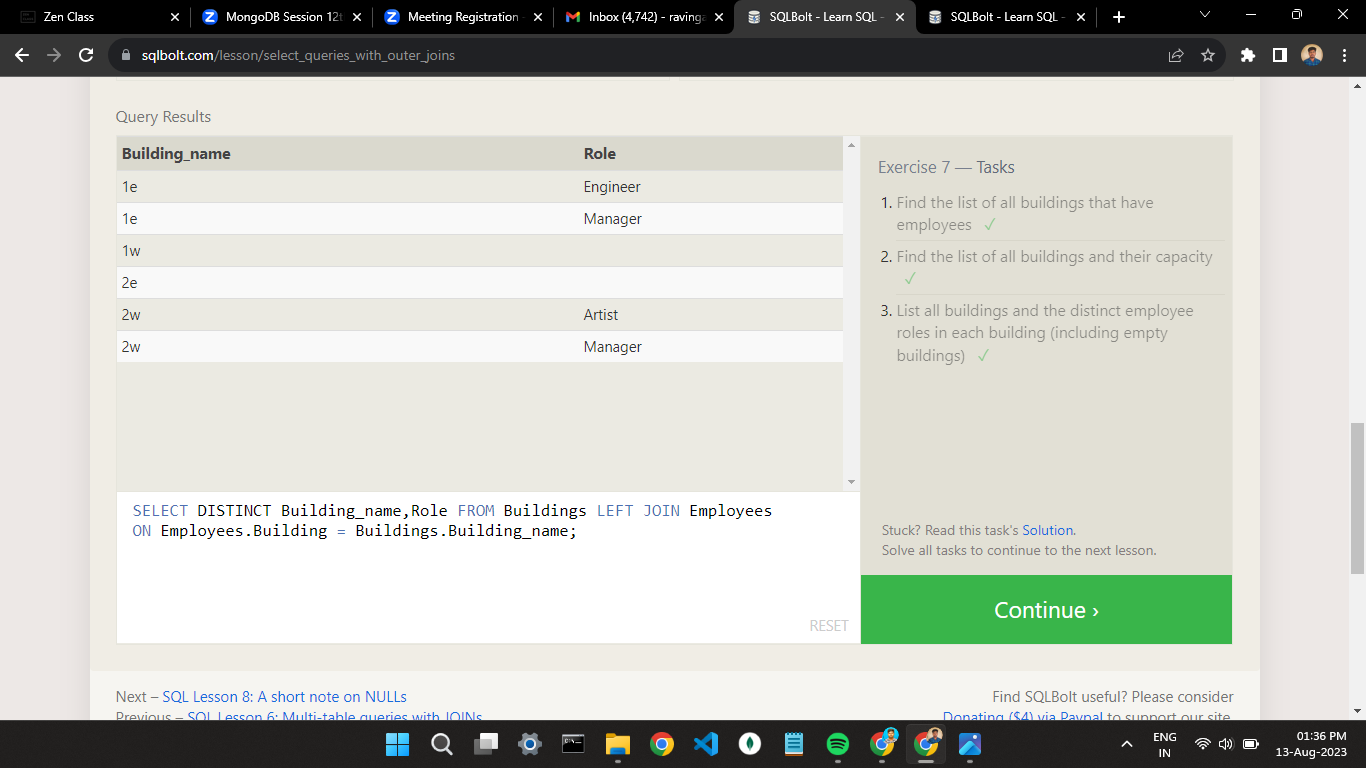 Zen Class
MongoDB Session 12t
Meeting Registration -
Inbox (4,742) - ravinga
SQLBolt - Learn SQL -
SQLBolt - Learn SQL -
sqlbolt.com/lesson/select_queries_with_outer_joins
Query Results
Building_name Role
1e Engineer
1e Manager
1w
2e
2w Artist
2w Manager
SELECT DISTINCT Building_name,Role FROM Buildings LEFT JOIN Employees
ON Employees.Building = Buildings.Building_name;
RESET
Exercise 7 — Tasks
1. Find the list of all buildings that have
employees ✓
2. Find the list of all buildings and their capacity
✓
3. List all buildings and the distinct employee
roles in each building (including empty
buildings) ✓
Stuck? Read this task's Solution.
Solve all tasks to continue to the next lesson.
Continue ›
Next – SQL Lesson 8: A short note on NULLs
Previous – SQL Lesson 6: Multi-table queries with JOINs
Find SQLBolt useful? Please consider
Donating ($4) via Paypal to support our site.
ENG
IN
01:36 PM
13-Aug-2023